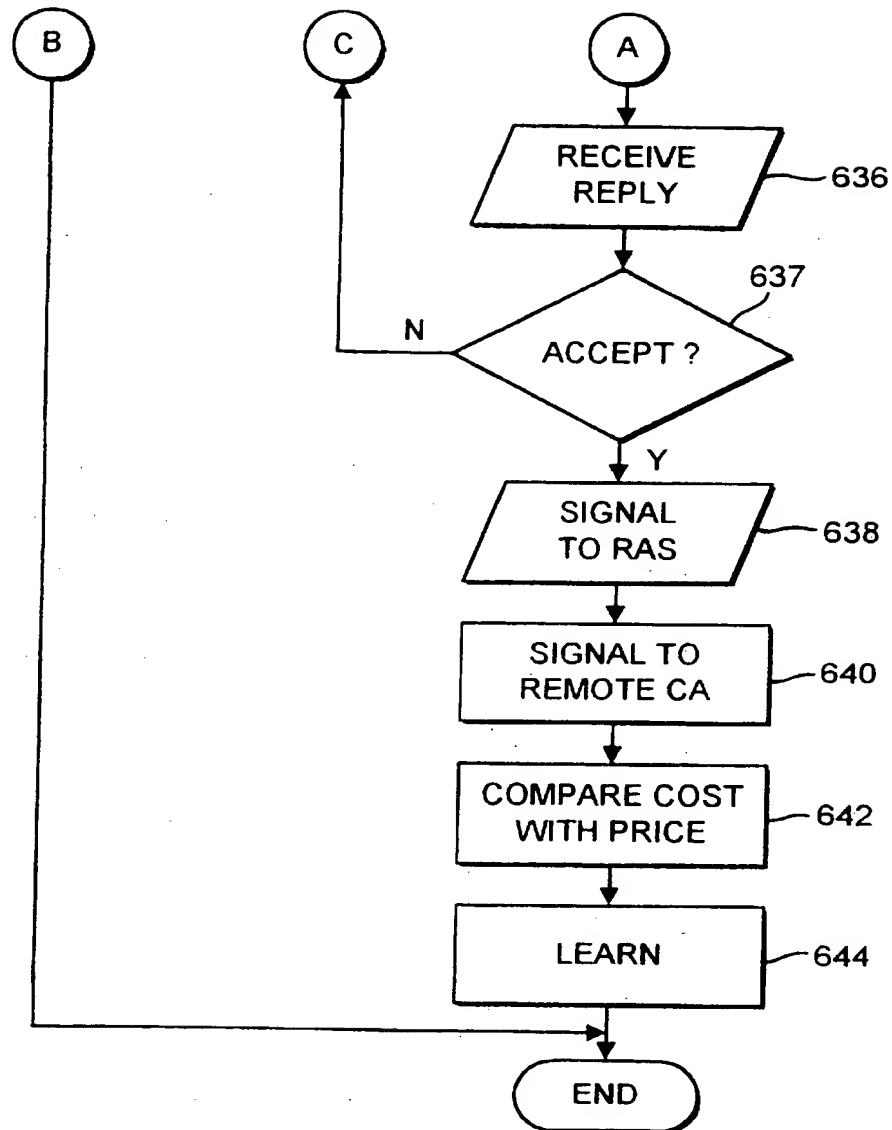 B
C
A
RECEIVE
REPLY
636
637
N
ACCEPT ?
Y
SIGNAL
TO RAS
638
SIGNAL TO
REMOTE CA
640
COMPARE COST
WITH PRICE
642
LEARN
644
END